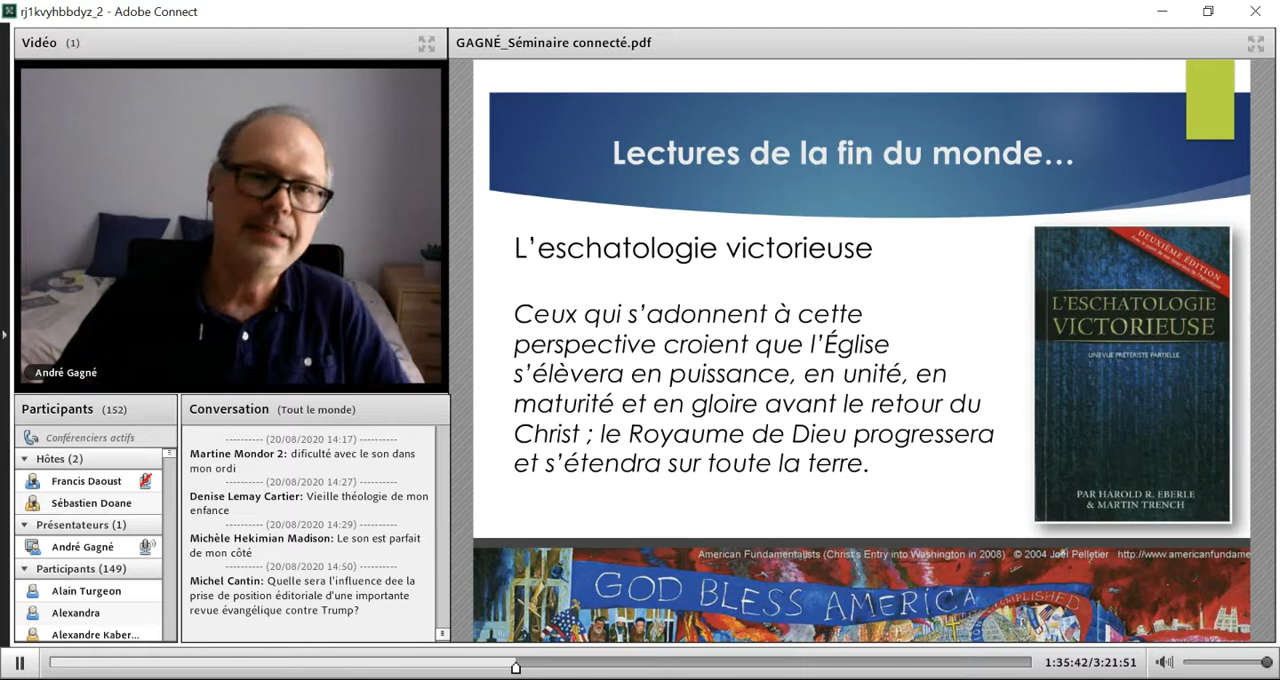 rj1kvyhbbdyz_2 - Adobe Connect
Vidéo (1)
André Gagné
Participants (152)
Conférenciers actifs
Hôtes (2)
Francis Daoust
Sébastien Doane
Présentateurs (1)
André Gagné
Participants (149)
Alain Turgeon
Alexandra
Alexandre Kaber...
Conversation (Tout le monde)
---------- (20/08/2020 14:17) ----------
Martine Mondor 2: dificulté avec le son dans
mon ordi
---------- (20/08/2020 14:27) ----------
Denise Lemay Cartier: Vieille théologie de mon
enfance
---------- (20/08/2020 14:29) ----------
Michèle Hekimian Madison: Le son est parfait
de mon côté
---------- (20/08/2020 14:50) ----------
Michel Cantin: Quelle sera l'influence dee la
prise de position éditoriale d'une importante
revue évangélique contre Trump?
GAGNÉ_Séminaire connecté.pdf
Lectures de la fin du monde…
L’eschatologie victorieuse
Ceux qui s’adonnent à cette
perspective croient que l’Église
s’élèvera en puissance, en unité, en
maturité et en gloire avant le retour du
Christ ; le Royaume de Dieu progressera
et s’étendra sur toute la terre.
DEUXIÈME ÉDITION
L'ESCHATOLOGIE
VICTORIEUSE
UNE VUE PRÉTÉRISTE PARTIELLE
PAR HAROLD R. EBERLE
& MARTIN TRENCH
American Fundamentalists (Christ's Entry into Washington in 2008) © 2004 Joel Pelletier http://www.americanfundame
GOD BLESS AMERICA
1:35:42/3:21:51